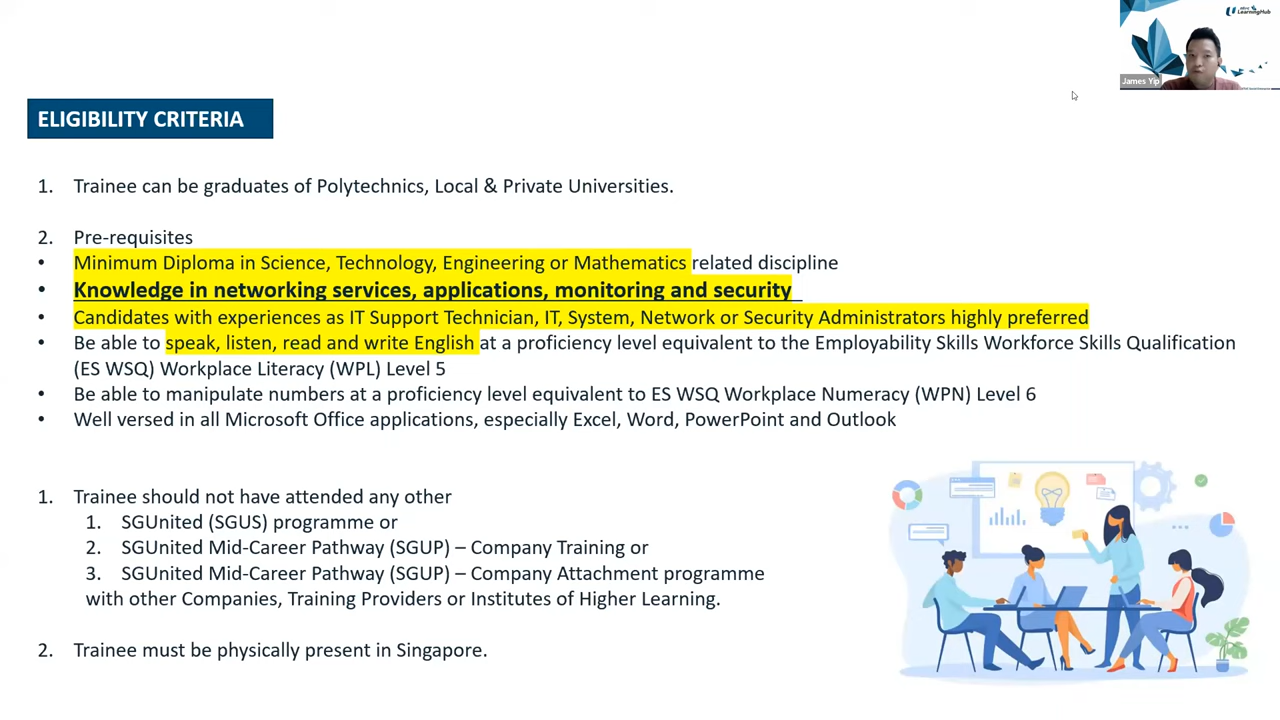 LearningHub
James Yip
ELIGIBILITY CRITERIA
1. Trainee can be graduates of Polytechnics, Local & Private Universities.
2. Pre-requisites
• Minimum Diploma in Science, Technology, Engineering or Mathematics related discipline
• Knowledge in networking services, applications, monitoring and security
• Candidates with experiences as IT Support Technician, IT, System, Network or Security Administrators highly preferred
• Be able to speak, listen, read and write English at a proficiency level equivalent to the Employability Skills Workforce Skills Qualification
(ES WSQ) Workplace Literacy (WPL) Level 5
• Be able to manipulate numbers at a proficiency level equivalent to ES WSQ Workplace Numeracy (WPN) Level 6
• Well versed in all Microsoft Office applications, especially Excel, Word, PowerPoint and Outlook
1. Trainee should not have attended any other
1. SGUnited (SGUS) programme or
2. SGUnited Mid-Career Pathway (SGUP) – Company Training or
3. SGUnited Mid-Career Pathway (SGUP) – Company Attachment programme
with other Companies, Training Providers or Institutes of Higher Learning.
2. Trainee must be physically present in Singapore.